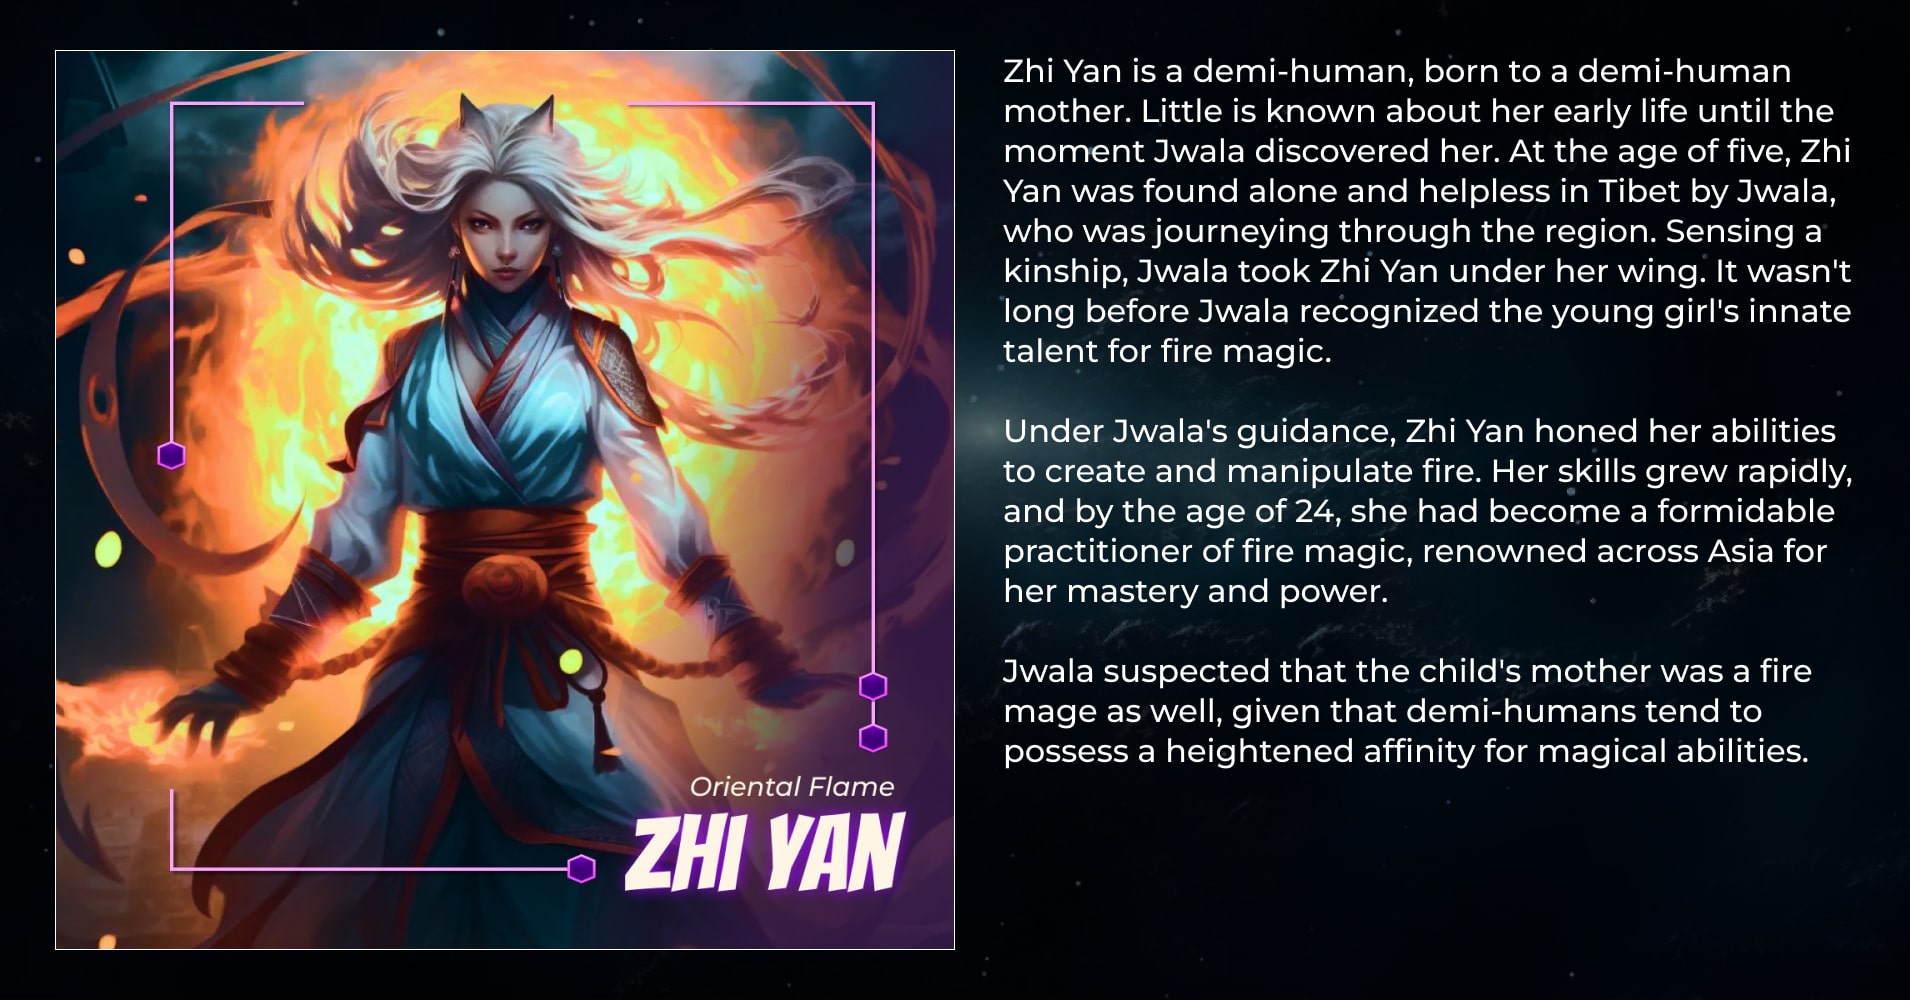 Oriental Flame
ZHI YAN
Zhi Yan is a demi-human, born to a demi-human
mother. Little is known about her early life until the
moment Jwala discovered her. At the age of five, Zhi
Yan was found alone and helpless in Tibet by Jwala,
who was journeying through the region. Sensing a
kinship, Jwala took Zhi Yan under her wing. It wasn't
long before Jwala recognized the young girl's innate
talent for fire magic.
Under Jwala's guidance, Zhi Yan honed her abilities
to create and manipulate fire. Her skills grew rapidly,
and by the age of 24, she had become a formidable
practitioner of fire magic, renowned across Asia for
her mastery and power.
Jwala suspected that the child's mother was a fire
mage as well, given that demi-humans tend to
possess a heightened affinity for magical abilities.